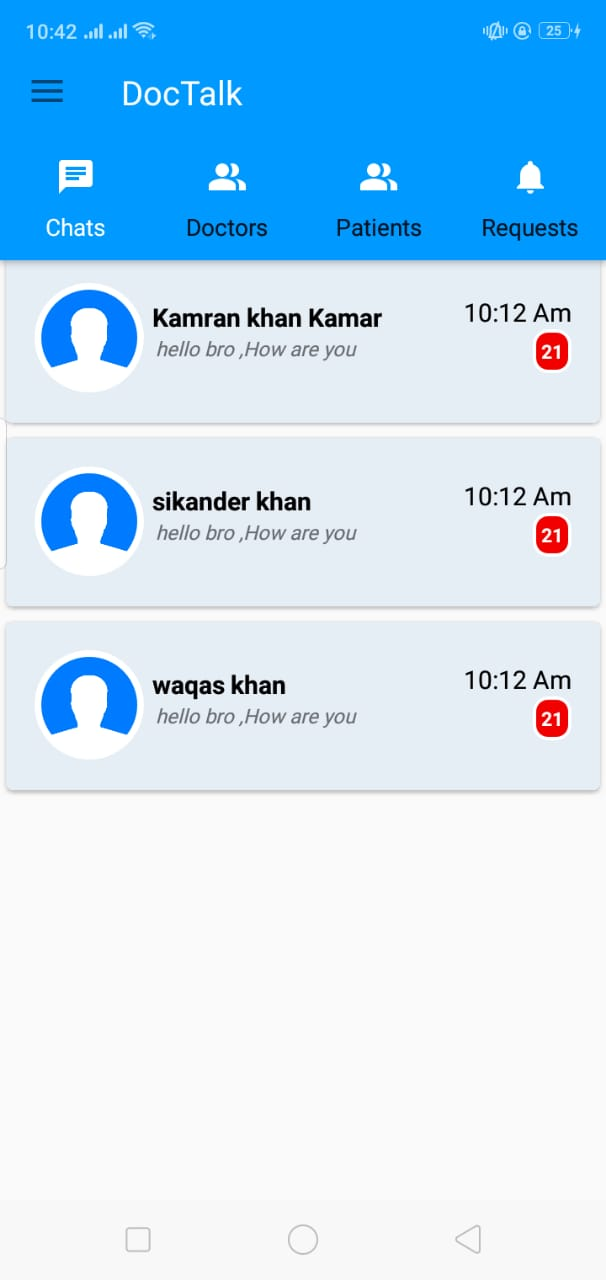 10:42
25
DocTalk
Chats Doctors Patients Requests
Kamran khan Kamar 10:12 Am
hello bro ,How are you 21
sikander khan 10:12 Am
hello bro ,How are you 21
waqas khan 10:12 Am
hello bro ,How are you 21